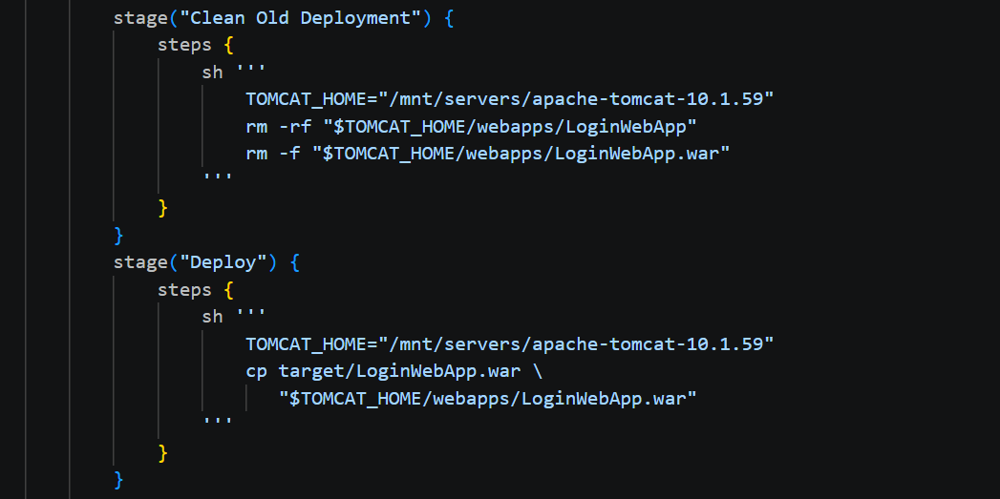 stage("Clean Old Deployment") {
    steps {
        sh '''
            TOMCAT_HOME="/mnt/servers/apache-tomcat-10.1.59"
            rm -rf "$TOMCAT_HOME/webapps/LoginWebApp"
            rm -f "$TOMCAT_HOME/webapps/LoginWebApp.war"
        '''
    }
}
stage("Deploy") {
    steps {
        sh '''
            TOMCAT_HOME="/mnt/servers/apache-tomcat-10.1.59"
            cp target/LoginWebApp.war \
               "$TOMCAT_HOME/webapps/LoginWebApp.war"
        '''
    }
}